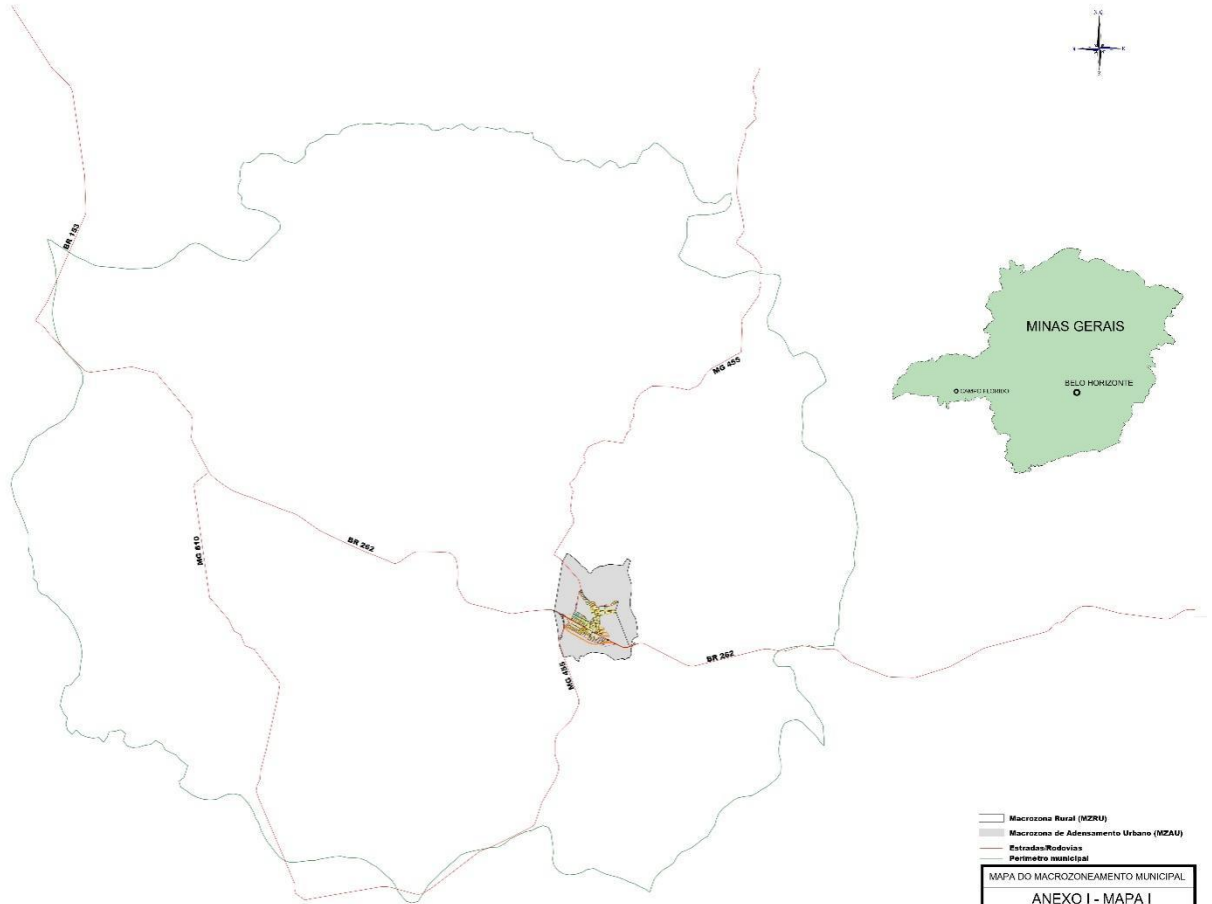 BR 153
MINAS GERAIS
MG 455
CAMPO FLORIDO
BELO HORIZONTE
BR 262
MG 810
BR 262
MG 455
Macrozona Rural (MZRU)
Macrozona de Adensamento Urbano (MZAU)
Estradas/Rodovias
Perímetro municipal
MAPA DO MACROZONEAMENTO MUNICIPAL
ANEXO I - MAPA I